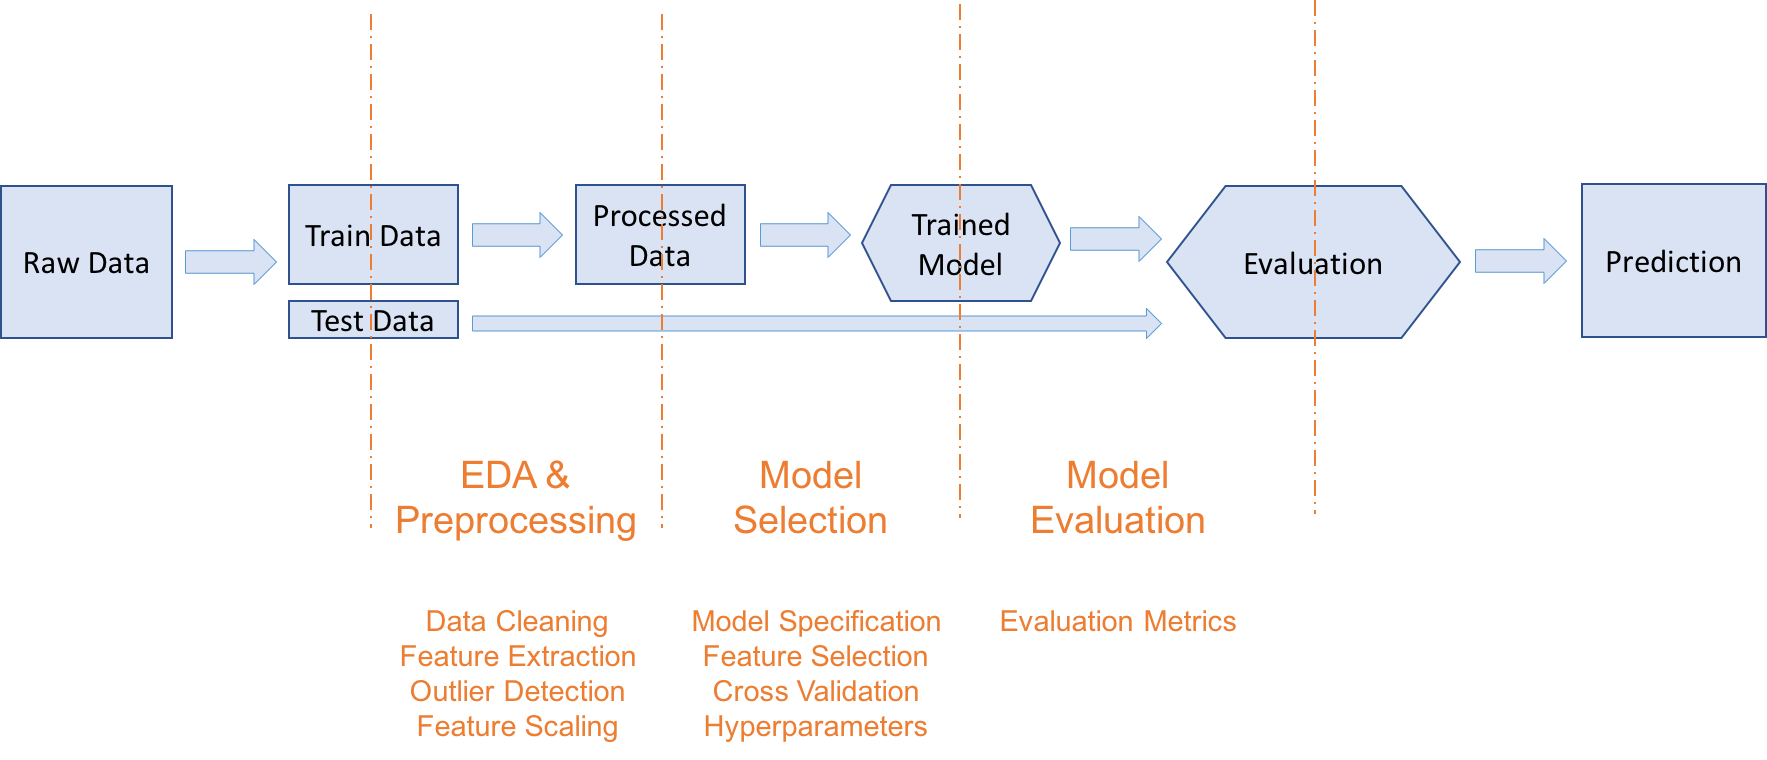 Raw Data
Train Data
Test Data
Processed
Data
Trained
Model
Evaluation
Prediction
EDA &
Preprocessing
Model
Selection
Model
Evaluation
Data Cleaning
Feature Extraction
Outlier Detection
Feature Scaling
Model Specification
Feature Selection
Cross Validation
Hyperparameters
Evaluation Metrics